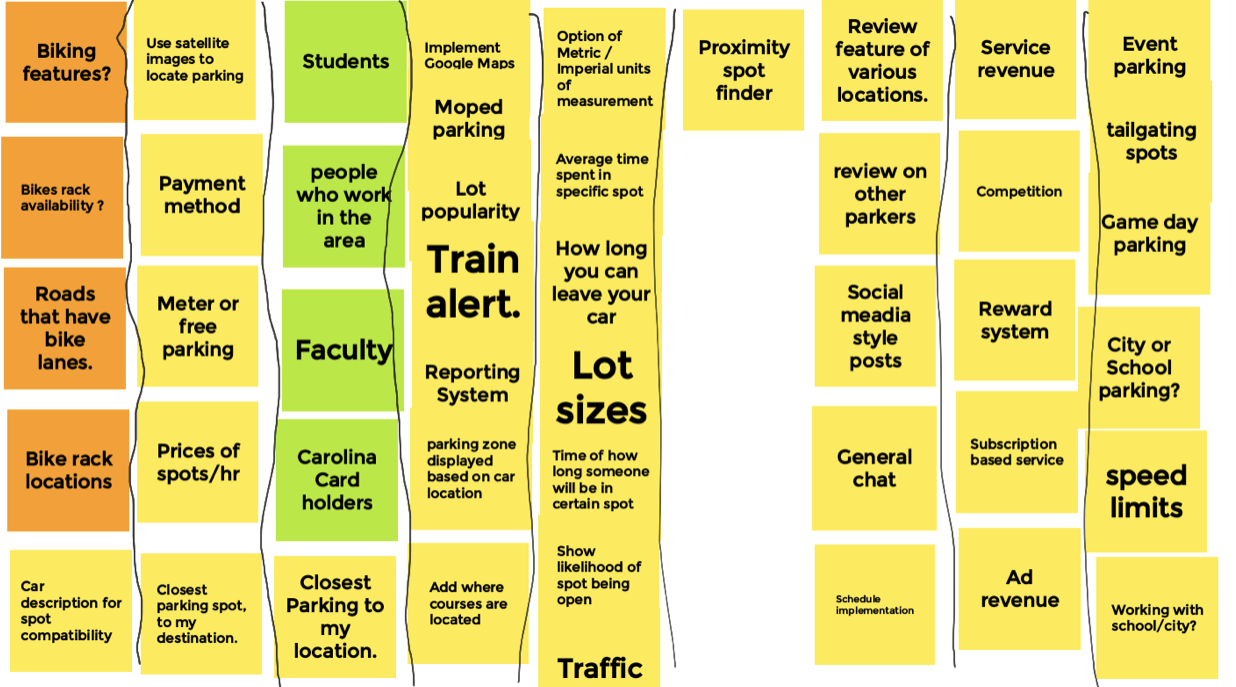 Biking
features?
Bikes rack
availability ?
Roads
that have
bike
lanes.
Bike rack
locations
Car
description for
spot
compatibility
Use satellite
images to
locate parking
Payment
method
Meter or
free
parking
Prices of
spots/hr
Closest
parking spot,
to my
destination.
Students
people
who work
in the
area
Faculty
Carolina
Card
holders
Closest
Parking to
my
location.
Implement
Google Maps
Moped
parking
Lot
popularity
Train
alert.
Reporting
System
parking zone
displayed
based on car
location
Add where
courses are
located
Option of
Metric /
Imperial units
of
measurement
Average time
spent in
specific spot
How long
you can
leave your
car
Lot
sizes
Time of how
long someone
will be in
certain spot
Show
likelihood of
spot being
open
Traffic
Proximity
spot
finder
Review
feature of
various
locations.
review on
other
parkers
Social
meadia
style
posts
General
chat
Schedule
implementation
Service
revenue
Competition
Reward
system
Subscription
based service
Ad
revenue
Event
parking
tailgating
spots
Game day
parking
City or
School
parking?
speed
limits
Working with
school/city?